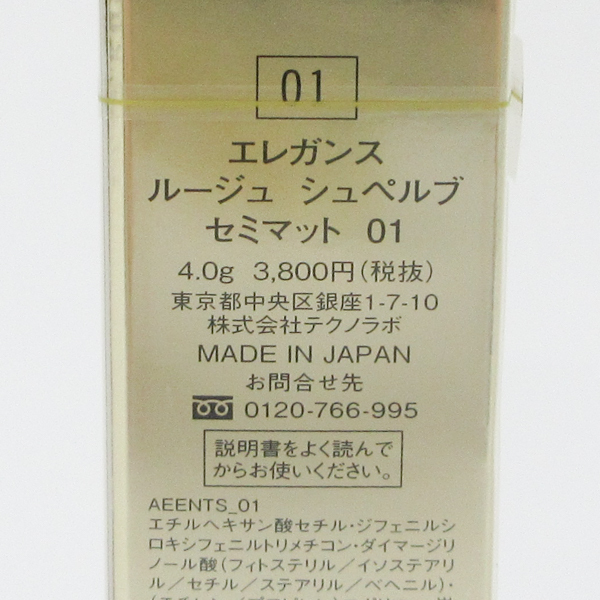 01
エレガンス
ルージュ シュペルブ
セミマット 01
4.0g 3,800円(税抜)
東京都中央区銀座1-7-10
株式会社テクノラボ
MADE IN JAPAN
お問合せ先
0120-766-995
説明書をよく読んで
からお使いください。
AEENTS_01
エチルヘキサン酸セチル・ジフェニルシ
ロキシフェニルトリメチコン・ダイマージリ
ノール酸(フィトステリル/イソステアリ
ル/セチル/ステアリル/ベヘニル)・